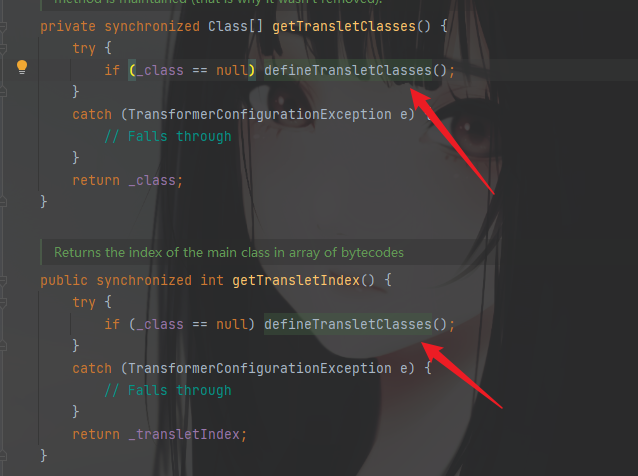 method is maintained (that is why it wasn't removed).
private synchronized Class[] getTransletClasses() {
try {
if (_class == null) defineTransletClasses();
}
catch (TransformerConfigurationException e) {
// Falls through
}
return _class;
}
Returns the index of the main class in array of bytecodes
public synchronized int getTransletIndex() {
try {
if (_class == null) defineTransletClasses();
}
catch (TransformerConfigurationException e) {
// Falls through
}
return _transletIndex;
}